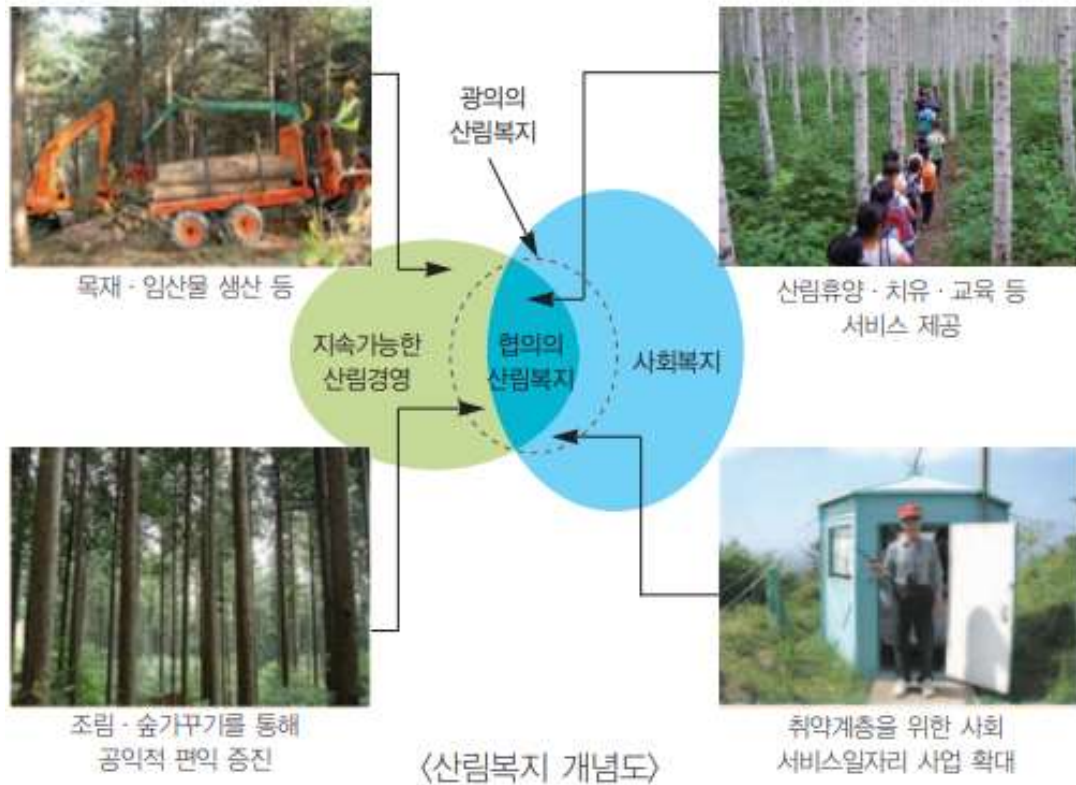 광의의
산림복지
목재 · 임산물 생산 등
산림휴양 · 치유 · 교육 등
서비스 제공
지속가능한
산림경영
협의의
산림복지
사회복지
조림 · 숲가꾸기를 통해
공익적 편익 증진
취약계층을 위한 사회
서비스일자리 사업 확대
〈산림복지 개념도〉